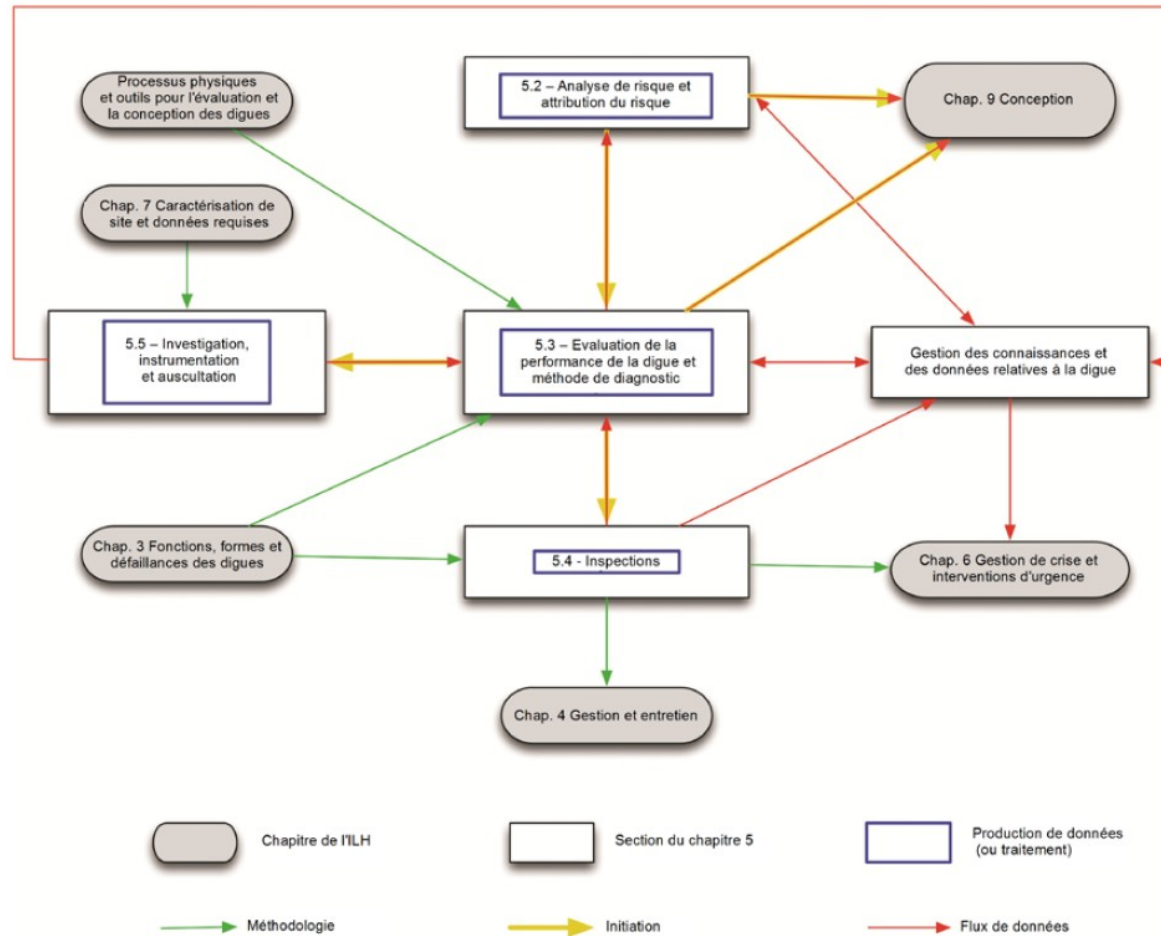 Processus physiques
et outils pour l'évaluation et
la conception des digues
5.2 – Analyse de risque et
attribution du risque
Chap. 9 Conception
Chap. 7 Caractérisation de
site et données requises
5.5 – Investigation,
instrumentation
et auscultation
5.3 – Evaluation de la
performance de la digue et
méthode de diagnostic
Gestion des connaissances et
des données relatives à la digue
Chap. 3 Fonctions, formes et
défaillances des digues
5.4 - Inspections
Chap. 6 Gestion de crise et
interventions d'urgence
Chap. 4 Gestion et entretien
Chapitre de l'ILH
Section du chapitre 5
Production de données
(ou traitement)
Méthodologie
Initiation
Flux de données